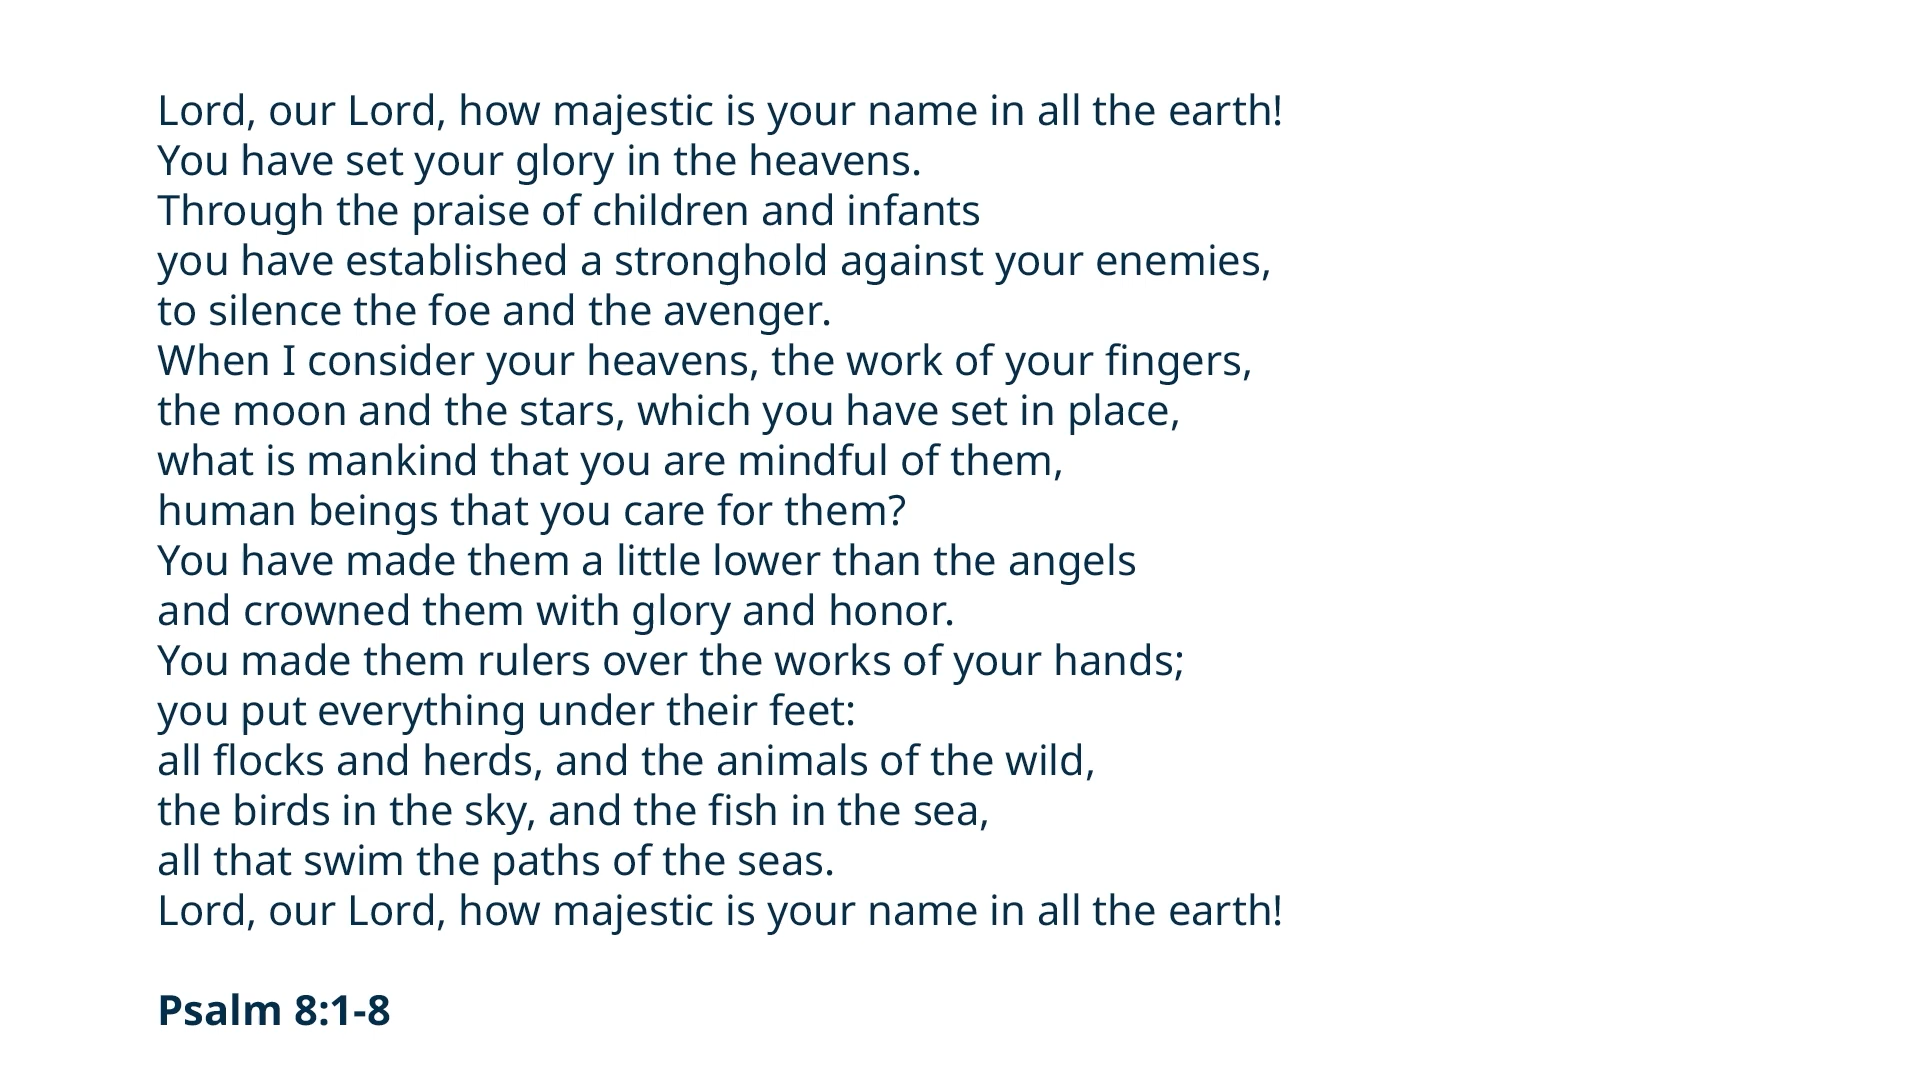 Lord, our Lord, how majestic is your name in all the earth!
You have set your glory in the heavens.
Through the praise of children and infants
you have established a stronghold against your enemies,
to silence the foe and the avenger.
When I consider your heavens, the work of your fingers,
the moon and the stars, which you have set in place,
what is mankind that you are mindful of them,
human beings that you care for them?
You have made them a little lower than the angels
and crowned them with glory and honor.
You made them rulers over the works of your hands;
you put everything under their feet:
all flocks and herds, and the animals of the wild,
the birds in the sky, and the fish in the sea,
all that swim the paths of the seas.
Lord, our Lord, how majestic is your name in all the earth!
Psalm 8:1-8